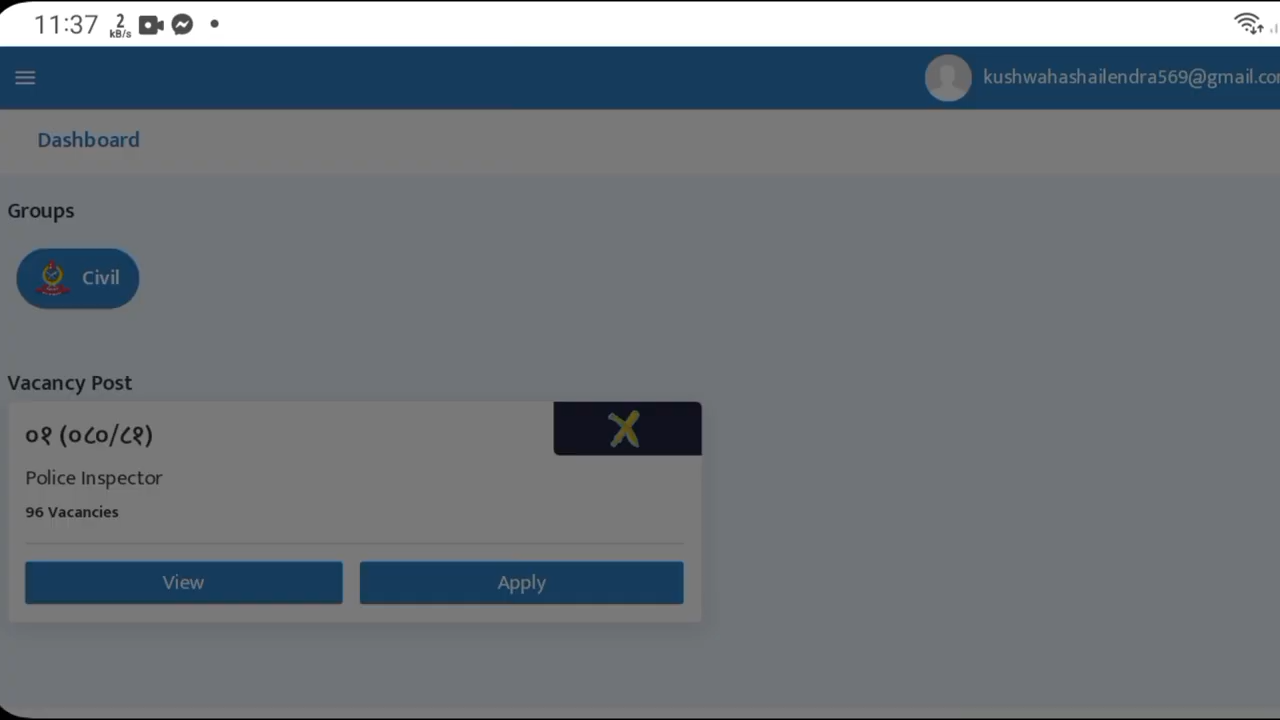 11:37 2 kB/s
kushwahashailendra569@gmail.co
Dashboard
Groups
Civil
Vacancy Post
०१ (०८०/८१)
Police Inspector
96 Vacancies
View Apply